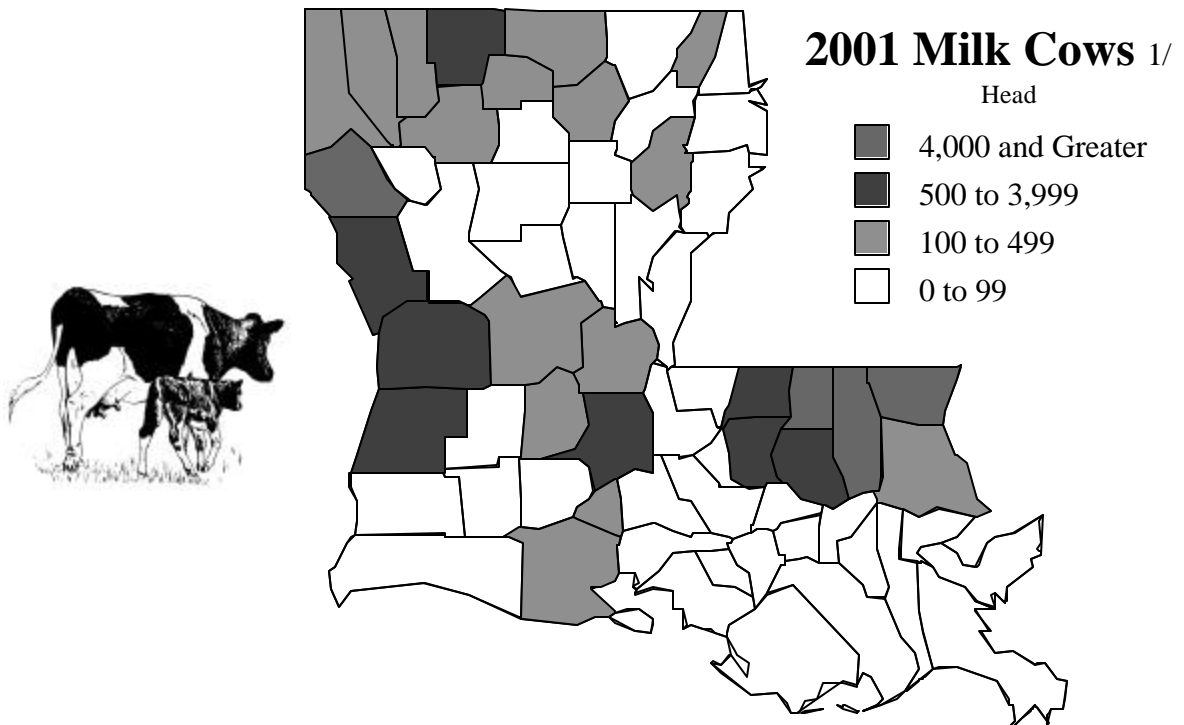 2001 Milk Cows 1/
Head
4,000 and Greater
500 to 3,999
100 to 499
0 to 99